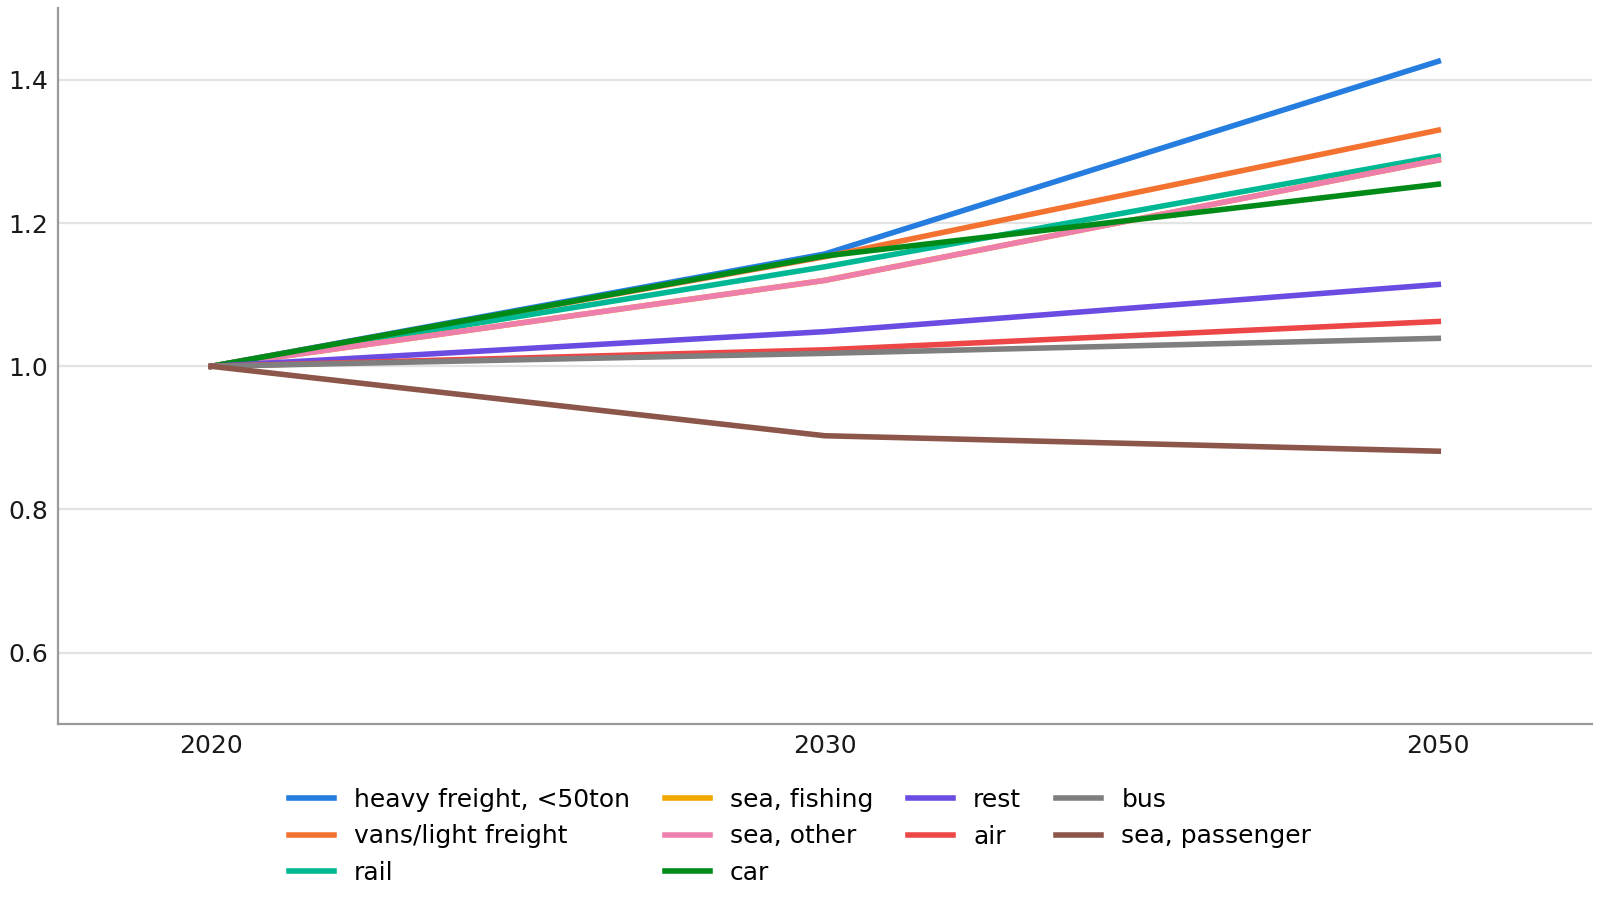 1.4
1.2
1.0
0.8
0.6
2020 2030 2050
heavy freight, <50ton sea, fishing rest bus
vans/light freight sea, other air sea, passenger
rail car